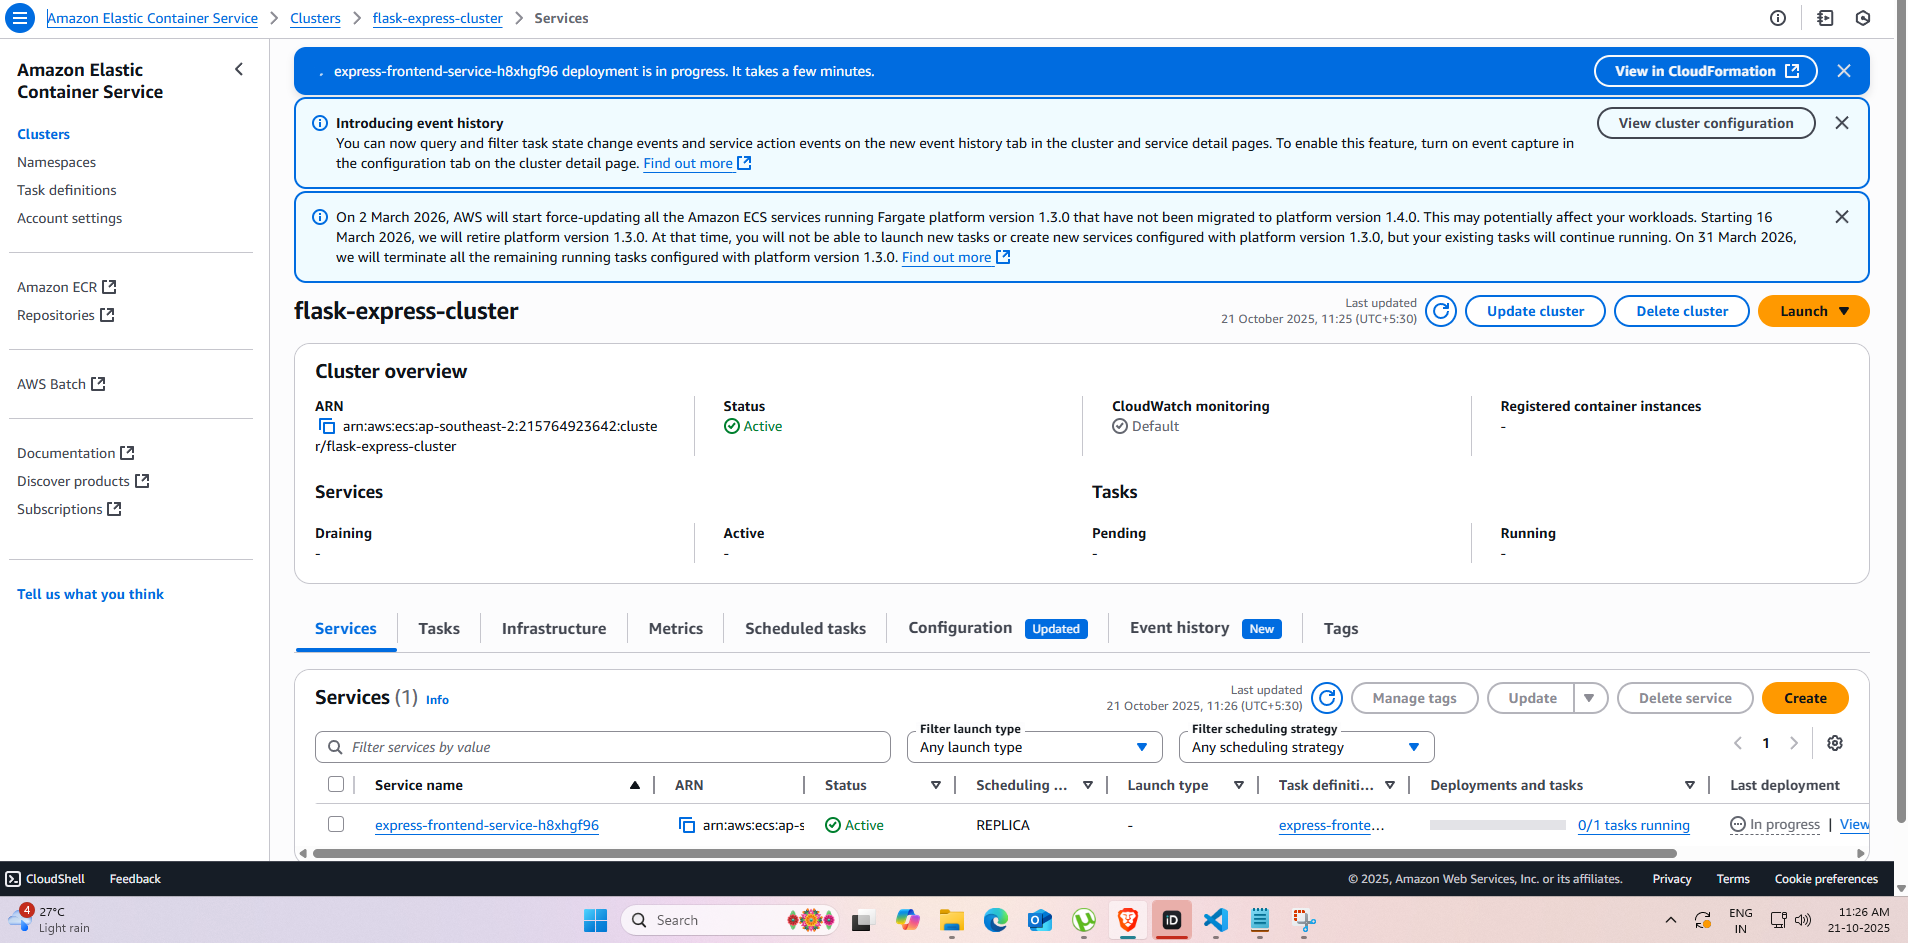 Amazon Elastic Container Service > Clusters > flask-express-cluster > Services
Amazon Elastic
Container Service
Clusters
Namespaces
Task definitions
Account settings
Amazon ECR
Repositories
AWS Batch
Documentation
Discover products
Subscriptions
Tell us what you think
express-frontend-service-h8xhgf96 deployment is in progress. It takes a few minutes.
View in CloudFormation
Introducing event history
You can now query and filter task state change events and service action events on the new event history tab in the cluster and service detail pages. To enable this feature, turn on event capture in
the configuration tab on the cluster detail page. Find out more
View cluster configuration
On 2 March 2026, AWS will start force-updating all the Amazon ECS services running Fargate platform version 1.3.0 that have not been migrated to platform version 1.4.0. This may potentially affect your workloads. Starting 16
March 2026, we will retire platform version 1.3.0. At that time, you will not be able to launch new tasks or create new services configured with platform version 1.3.0, but your existing tasks will continue running. On 31 March 2026,
we will terminate all the remaining running tasks configured with platform version 1.3.0. Find out more
flask-express-cluster
Last updated
21 October 2025, 11:25 (UTC+5:30)
Update cluster
Delete cluster
Launch
Cluster overview
ARN
arn:aws:ecs:ap-southeast-2:215764923642:cluste
r/flask-express-cluster
Status
Active
CloudWatch monitoring
Default
Registered container instances
-
Services
Tasks
Draining
-
Active
-
Pending
-
Running
-
Services Tasks Infrastructure Metrics Scheduled tasks Configuration Updated Event history New Tags
Services (1) Info
Last updated
21 October 2025, 11:26 (UTC+5:30)
Manage tags
Update
Delete service
Create
Filter services by value
Filter launch type
Any launch type
Filter scheduling strategy
Any scheduling strategy
1
Service name ARN Status Scheduling ... Launch type Task definiti... Deployments and tasks Last deployment
express-frontend-service-h8xhgf96 arn:aws:ecs:ap-s Active REPLICA - express-fronte... 0/1 tasks running In progress | View
CloudShell Feedback © 2025, Amazon Web Services, Inc. or its affiliates. Privacy Terms Cookie preferences
4
27°C
Light rain
Search
iD
ENG
IN
11:26 AM
21-10-2025